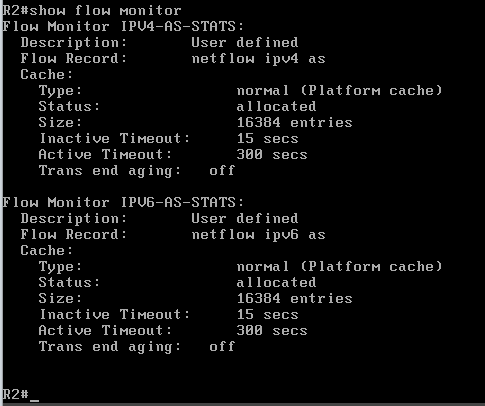 R2#show flow monitor
Flow Monitor IPV4-AS-STATS:
  Description:       User defined
  Flow Record:       netflow ipv4 as
  Cache:
    Type:                 normal (Platform cache)
    Status:               allocated
    Size:                 16384 entries
    Inactive Timeout:     15 secs
    Active Timeout:       300 secs
    Trans end aging:   off
Flow Monitor IPV6-AS-STATS:
  Description:       User defined
  Flow Record:       netflow ipv6 as
  Cache:
    Type:                 normal (Platform cache)
    Status:               allocated
    Size:                 16384 entries
    Inactive Timeout:     15 secs
    Active Timeout:       300 secs
    Trans end aging:   off
R2#_